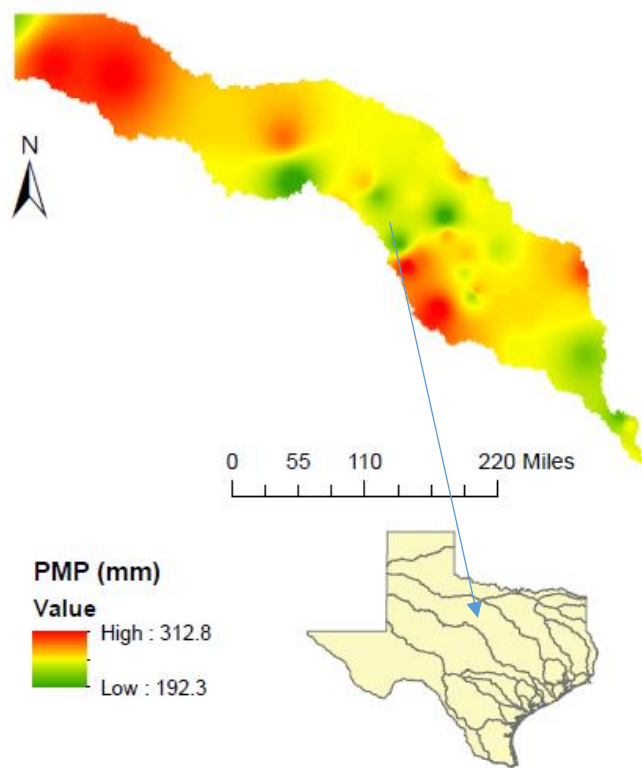 N
0 55 110 220 Miles
PMP (mm)
Value
High : 312.8
Low : 192.3